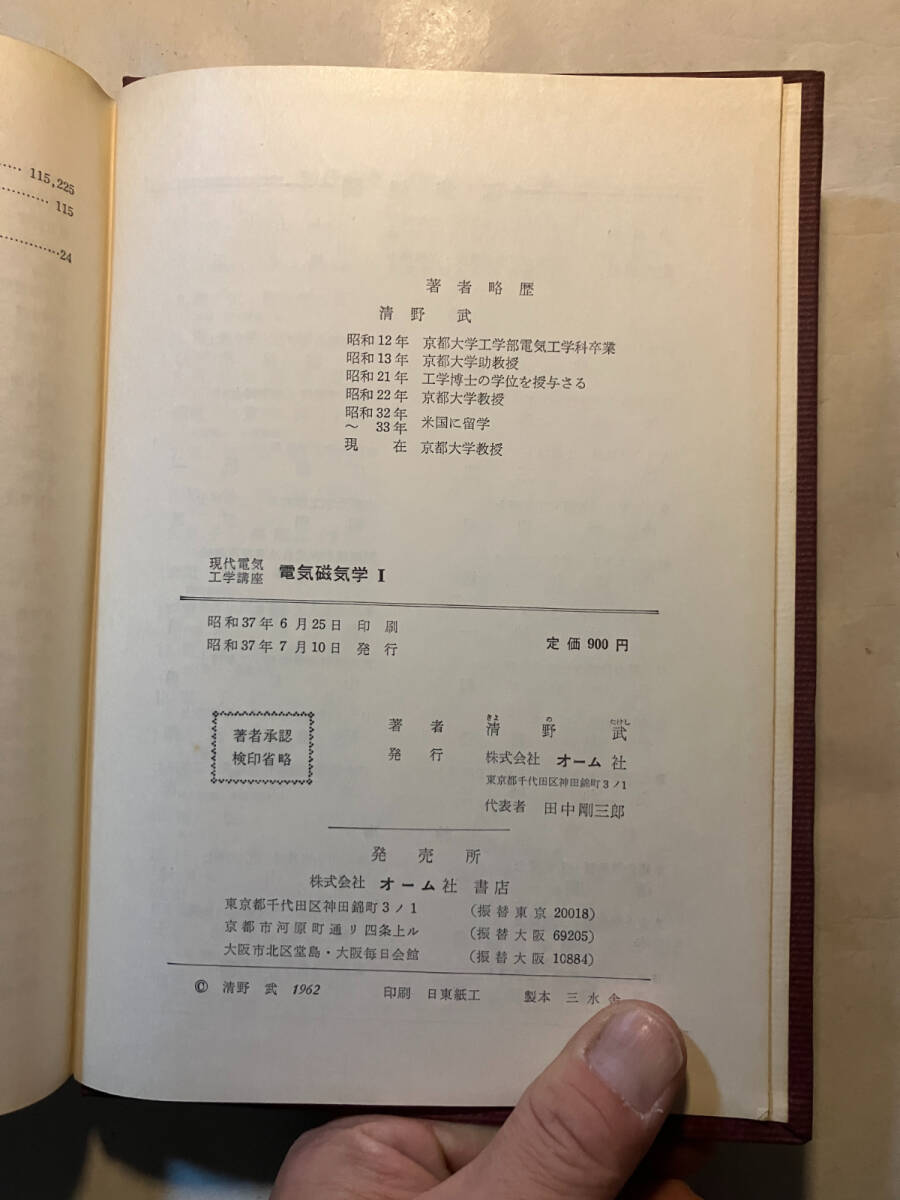 115,225
115
24
著者略歴
清野 武
昭和12年 京都大学工学部電気工学科卒業
昭和13年 京都大学助教授
昭和21年 工学博士の学位を授与さる
昭和22年 京都大学教授
昭和32年～33年 米国に留学
現在 京都大学教授
現代電気工学講座 電気磁気学 I
昭和37年6月25日 印刷
昭和37年7月10日 発行
定価 900円
著者承認
検印省略
きよ の たけし
著者 清野 武
発行 株式会社 オーム社
東京都千代田区神田錦町3ノ1
代表者 田中剛三郎
発売所
株式会社 オーム社 書店
東京都千代田区神田錦町3ノ1 (振替東京 20018)
京都市河原町通リ四条上ル (振替大阪 69205)
大阪市北区堂島・大阪毎日会館 (振替大阪 10884)
© 清野 武 1962 印刷 日東紙工 製本 三水